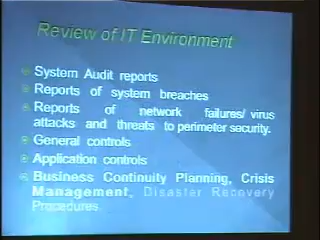 Review of IT Environment
System Audit reports
Reports of system breaches
Reports of network failures/ virus
attacks and threats to perimeter security.
General controls
Application controls
Business Continuity Planning, Crisis
Management, Disaster Recovery
Procedures.